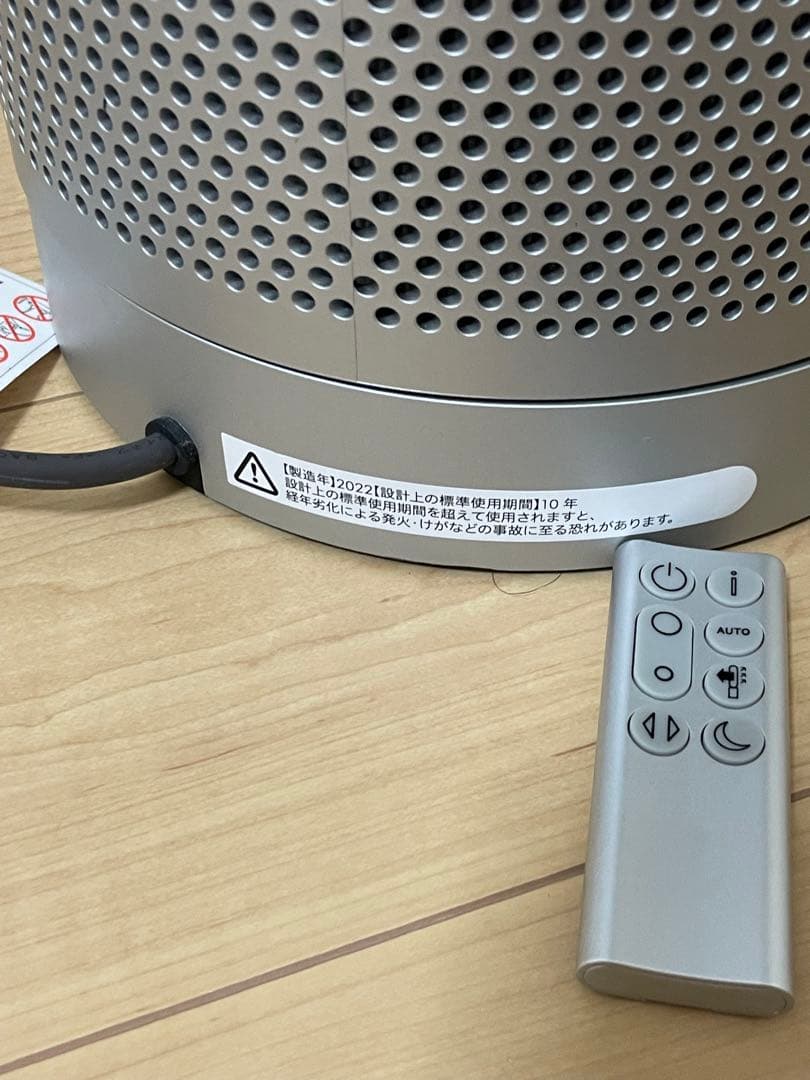 【製造年】2022【設計上の標準使用期間】10 年
設計上の標準使用期間を超えて使用されますと、
経年劣化による発火・けがなどの事故に至る恐れがあります。
i
AUTO